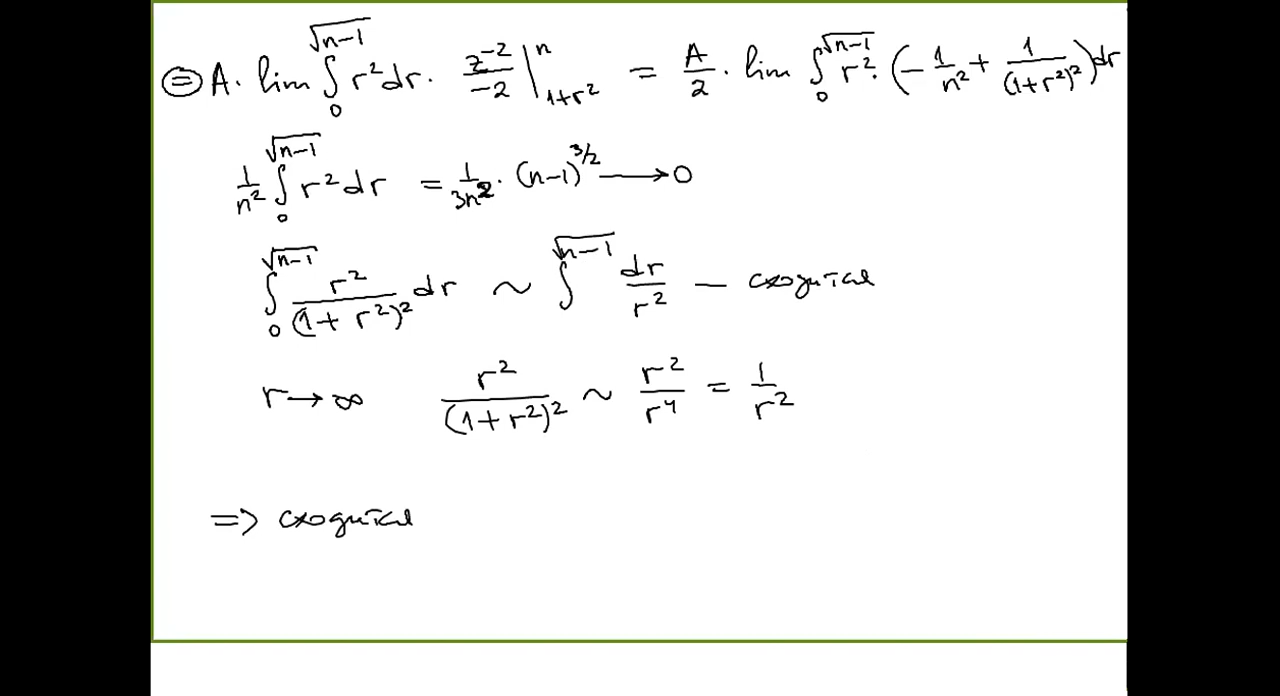 ⊜ A · lim ∫₀^{√(n-1)} r² dr · z⁻²/-2 |_{1+r²}^{n} = A/2 · lim ∫₀^{√(n-1)} r² · (-1/n² + 1/(1+r²)²) dr
1/n² ∫₀^{√(n-1)} r² dr = 1/(3n²) · (n-1)^{3/2} → 0
∫₀^{√(n-1)} r²/(1+r²)² dr ~ ∫^{√(n-1)} dr/r² — сходится
r → ∞ r²/(1+r²)² ~ r²/r⁴ = 1/r²
=> сходится